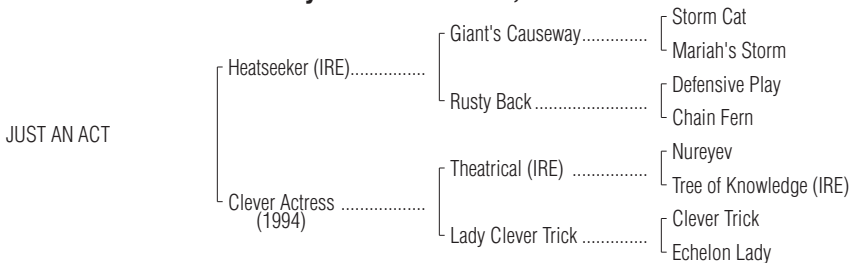 Storm Cat
Giant's Causeway..............
Mariah's Storm
Heatseeker (IRE)................
Defensive Play
Rusty Back........................
Chain Fern
JUST AN ACT
Nureyev
Theatrical (IRE) ................
Tree of Knowledge (IRE)
Clever Actress ..................
(1994)
Clever Trick
Lady Clever Trick ..............
Echelon Lady